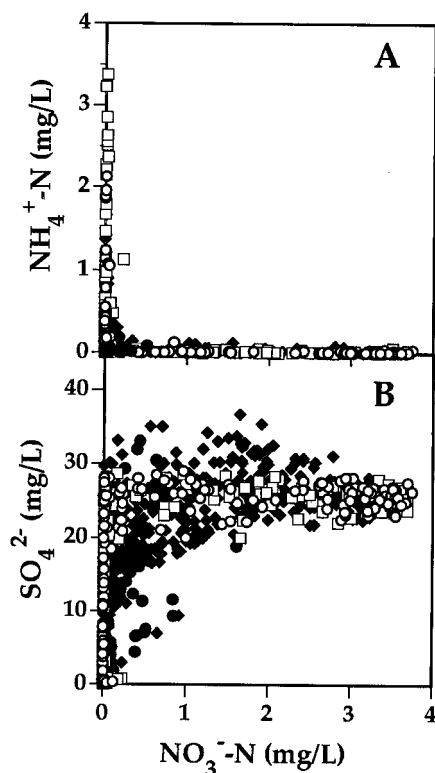 A
NH₄⁺-N (mg/L)
4
3
2
1
0
B
SO₄²⁻ (mg/L)
40
30
20
10
0
0 1 2 3 4
NO₃⁻-N (mg/L)